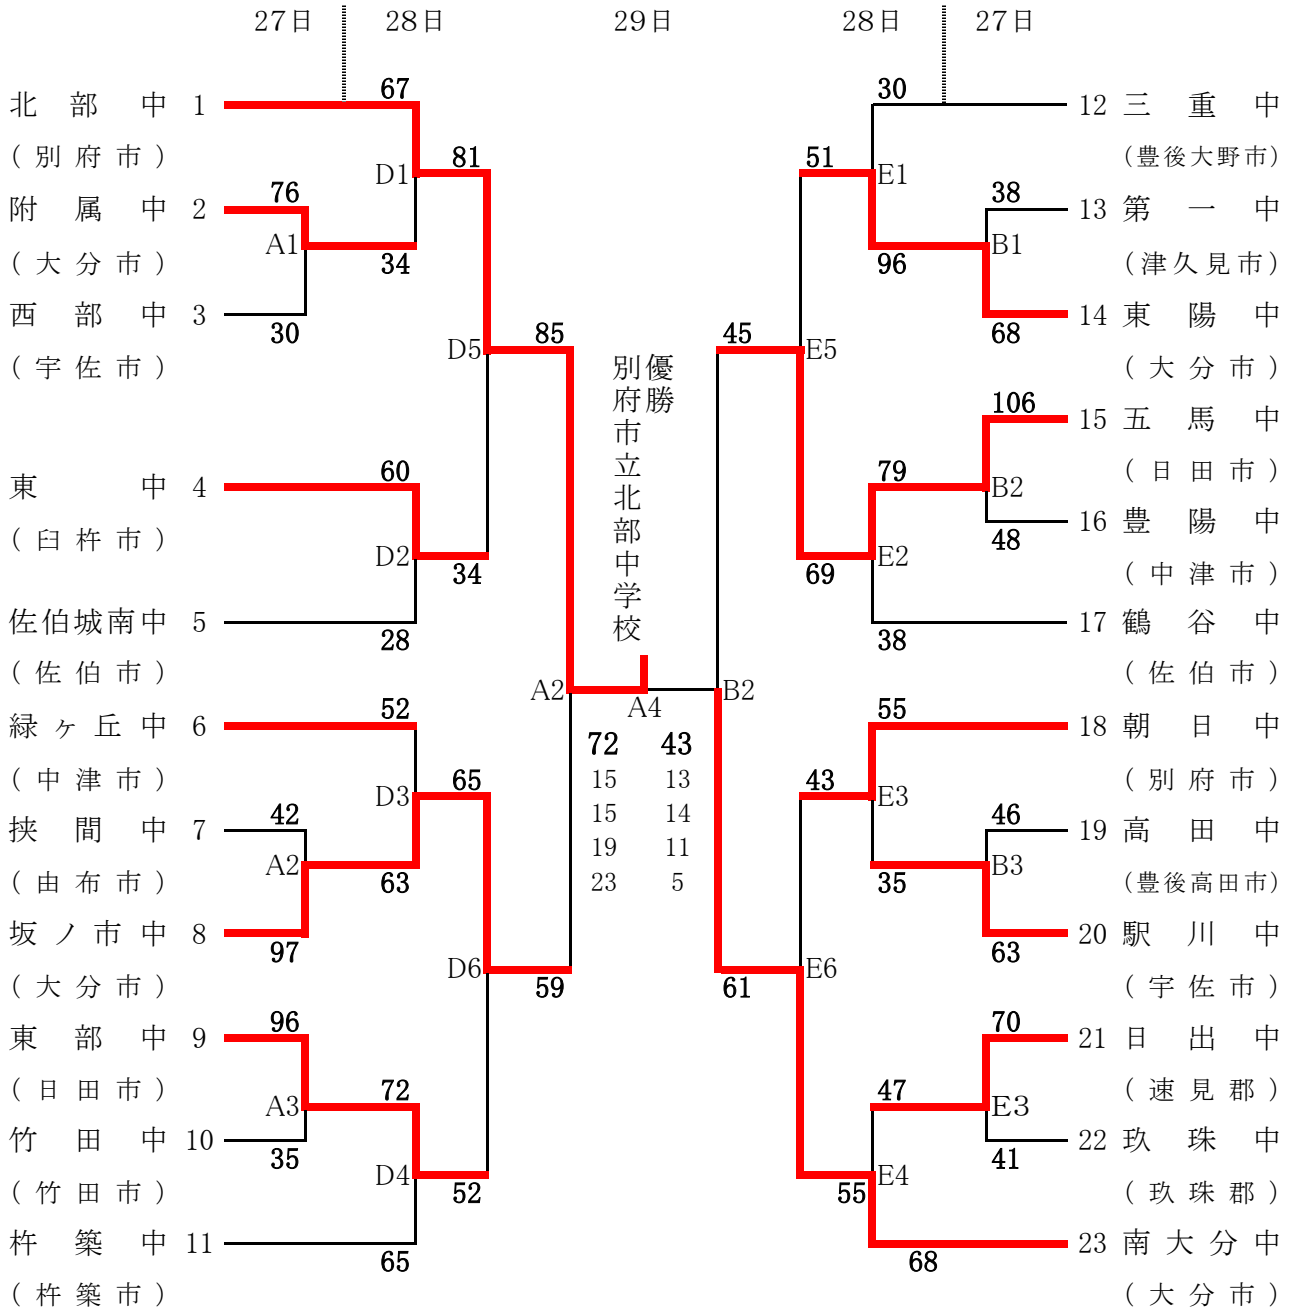 27日 28日 29日 28日 27日
67 30
北部中 1 12 三重中
(別府市) 81 51 (豊後大野市)
D1 E1
76 38
附属中 2 13 第一中
A1 B1
(大分市) 34 96 (津久見市)
西部中 3 14 東陽中
30 68
D5 85 45 E5
(宇佐市) (大分市)
優勝
別府市立北部中学校
106
15 五馬中
60 79 (日田市)
東中 4 B2
16 豊陽中
(臼杵市) 48
D2 E2
34 69 (中津市)
佐伯城南中 5 17 鶴谷中
28 38
(佐伯市) (佐伯市)
A2 B2
A4
52 55
緑ヶ丘中 6 18 朝日中
72 43
(中津市) 65 15 13 43 (別府市)
D3 E3
42 15 14 46
挟間中 7 19 高田中
19 11
A2 B3
(由布市) 63 23 5 35 (豊後高田市)
坂ノ市中 8 20 駅川中
97 63
D6 E6
(大分市) 59 61 (宇佐市)
96 70
東部中 9 21 日出中
(日田市) 72 47 (速見郡)
A3 E3
竹田中 10 22 玖珠中
35 41
D4 E4
(竹田市) 52 55 (玖珠郡)
杵築中 11 23 南大分中
65 68
(杵築市) (大分市)